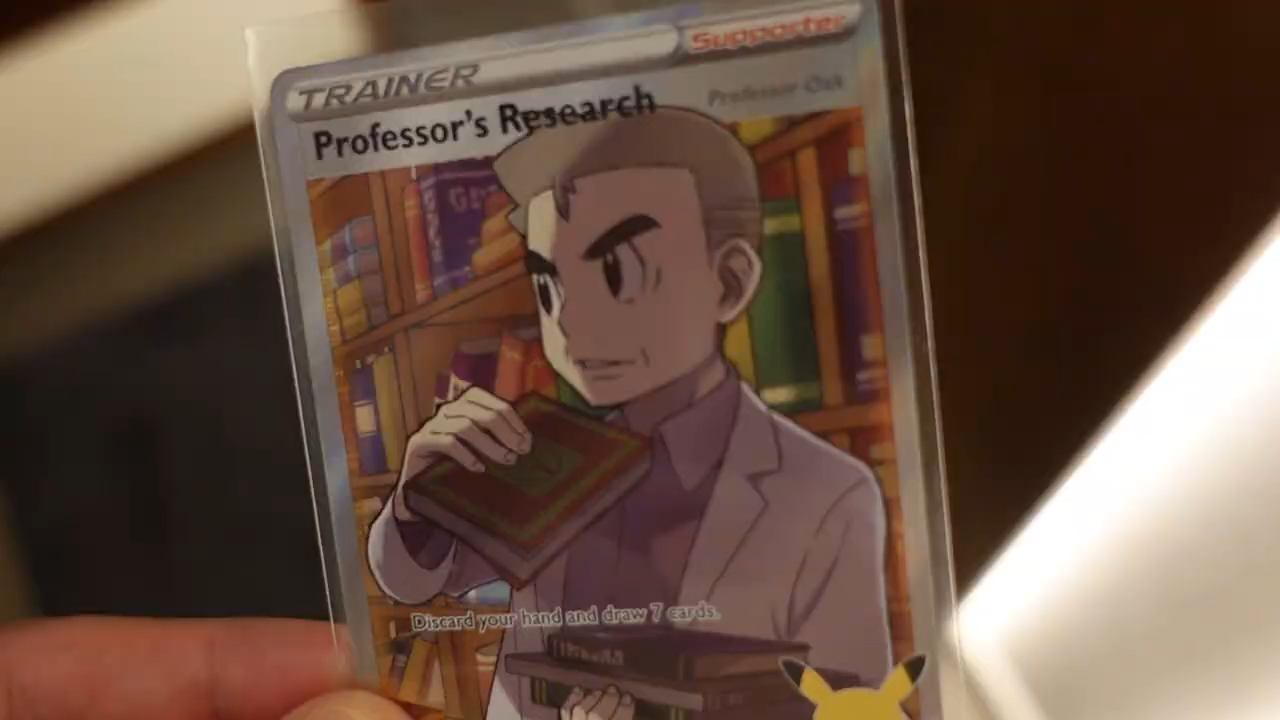 Supporter
TRAINER
Professor's Research
Professor Oak
Discard your hand and draw 7 cards.